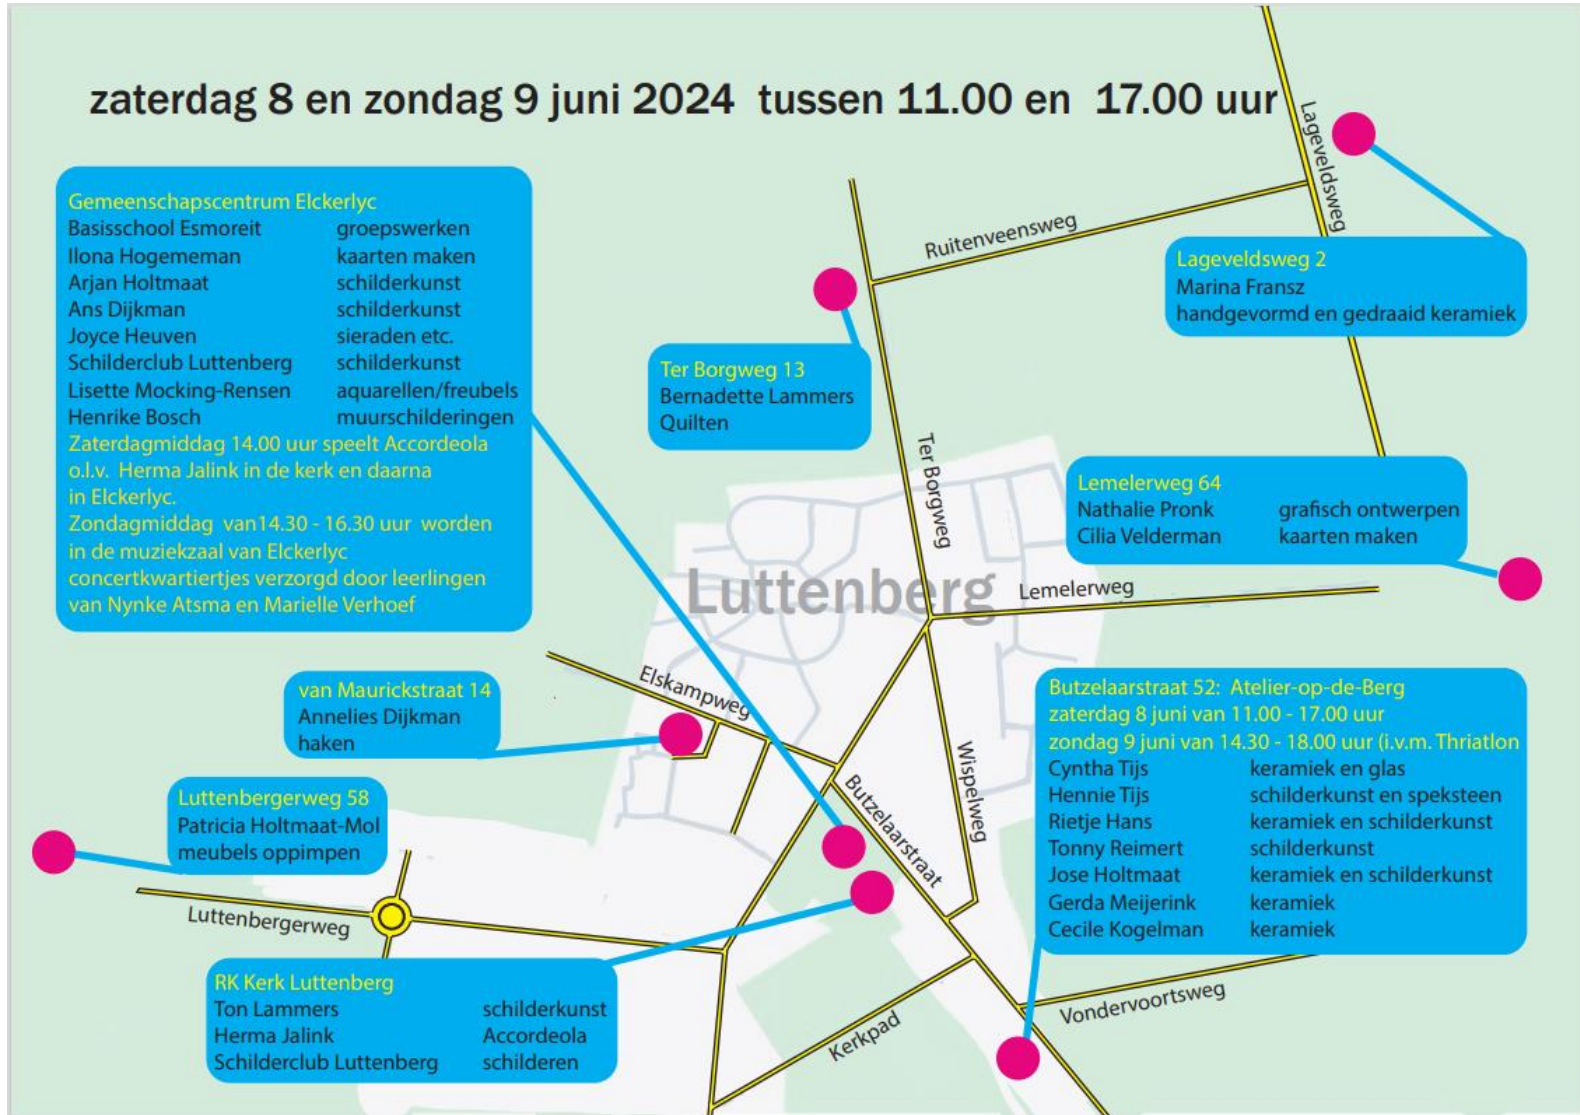 zaterdag 8 en zondag 9 juni 2024 tussen 11.00 en 17.00 uur
Gemeenschapscentrum Elckerlyc
Basisschool Esmoreit groepswerken
Ilona Hogememan kaarten maken
Arjan Holtmaat schilderkunst
Ans Dijkman schilderkunst
Joyce Heuven sieraden etc.
Schilderclub Luttenberg schilderkunst
Lisette Mocking-Rensen aquarellen/freubels
Henrike Bosch muurschilderingen
Zaterdagmiddag 14.00 uur speelt Accordeola
o.l.v. Herma Jalink in de kerk en daarna
in Elckerlyc.
Zondagmiddag van14.30 - 16.30 uur worden
in de muziekzaal van Elckerlyc
concertkwartiertjes verzorgd door leerlingen
van Nynke Atsma en Marielle Verhoef
Lageveldsweg
Ruitenveensweg
Lageveldsweg 2
Marina Fransz
handgevormd en gedraaid keramiek
Ter Borgweg 13
Bernadette Lammers
Quilten
Ter Borgweg
Lemelerweg 64
Nathalie Pronk grafisch ontwerpen
Cilia Velderman kaarten maken
Luttenberg
Lemelerweg
Elskampweg
van Maurickstraat 14
Annelies Dijkman
haken
Butzelaarstraat 52: Atelier-op-de-Berg
zaterdag 8 juni van 11.00 - 17.00 uur
zondag 9 juni van 14.30 - 18.00 uur (i.v.m. Thriatlon
Cyntha Tijs keramiek en glas
Hennie Tijs schilderkunst en speksteen
Rietje Hans keramiek en schilderkunst
Tonny Reimert schilderkunst
Jose Holtmaat keramiek en schilderkunst
Gerda Meijerink keramiek
Cecile Kogelman keramiek
Wispelweg
Butzelaarstraat
Luttenbergerweg 58
Patricia Holtmaat-Mol
meubels oppimpen
Luttenbergerweg
RK Kerk Luttenberg
Ton Lammers schilderkunst
Herma Jalink Accordeola
Schilderclub Luttenberg schilderen
Kerkpad
Vondervoortsweg